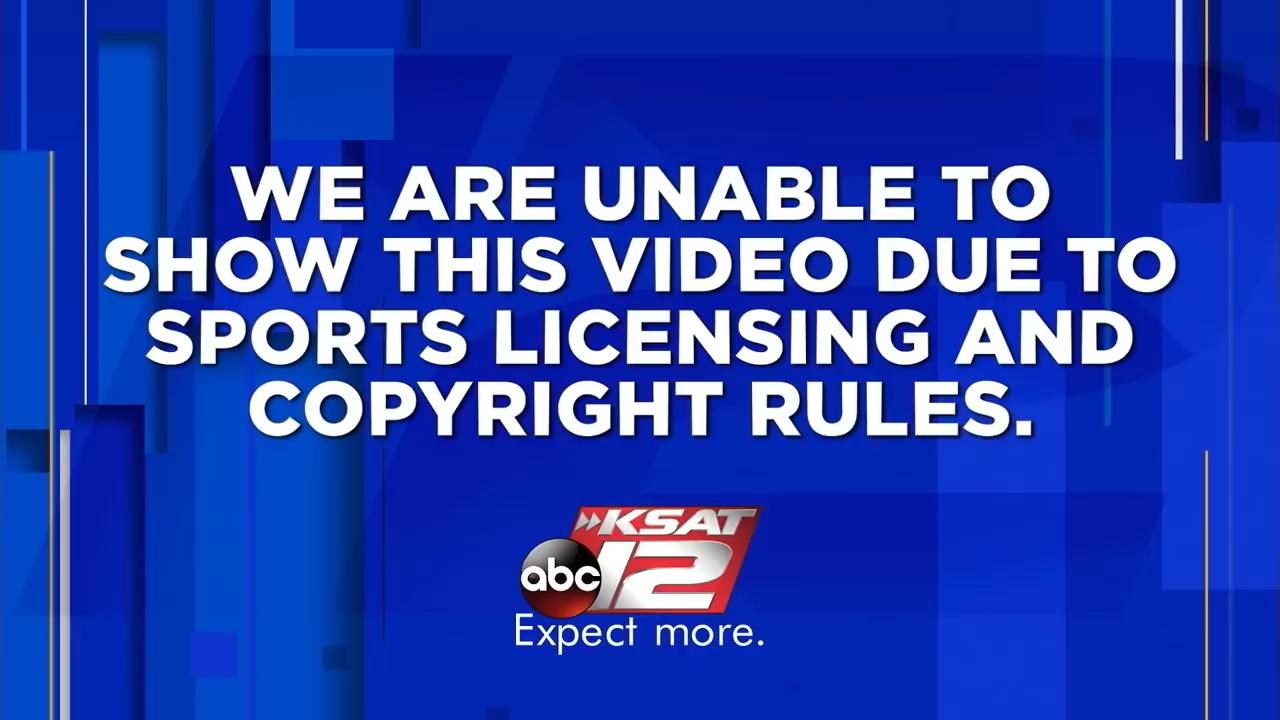 WE ARE UNABLE TO
SHOW THIS VIDEO DUE TO
SPORTS LICENSING AND
COPYRIGHT RULES.
KSAT
abc 12
Expect more.